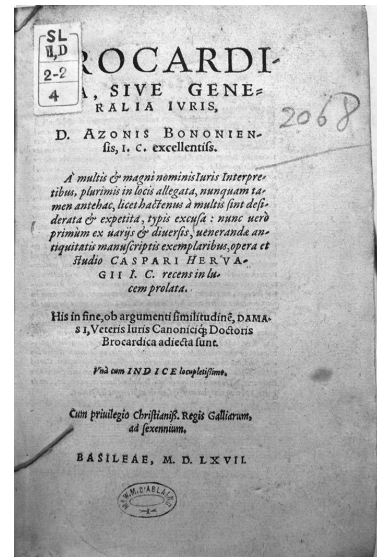 SL
II,D
2-2
4
ROCARDI-
A, SIVE GENE=
RALIA IVRIS,
2068
D. AZONIS BONONIEN-
sis, I. C. excellentiss.
A multis & magni nominis Iuris Interpre-
tibus, plurimis in locis allegata, nunquam ta-
men antehac, licet hactenus à multis sint desi-
derata & expetita, typis excusa: nunc uerò
primùm ex uarijs & diuersis, uenerandæ an-
tiquitatis manuscriptis exemplaribus, opera et
studio CASPARI HERVA-
GII I. C. recens in lu-
cem prolata.
His in fine, ob argumenti similitudinẽ, DAMA-
SI, Veteris Iuris Canoniciq; Doctoris
Brocardica adiecta sunt.
Vnà cum INDICE locupletissimo.
Cum priuilegio Christianiss. Regis Galliarum,
ad sexennium.
BASILEAE, M. D. LXVII.